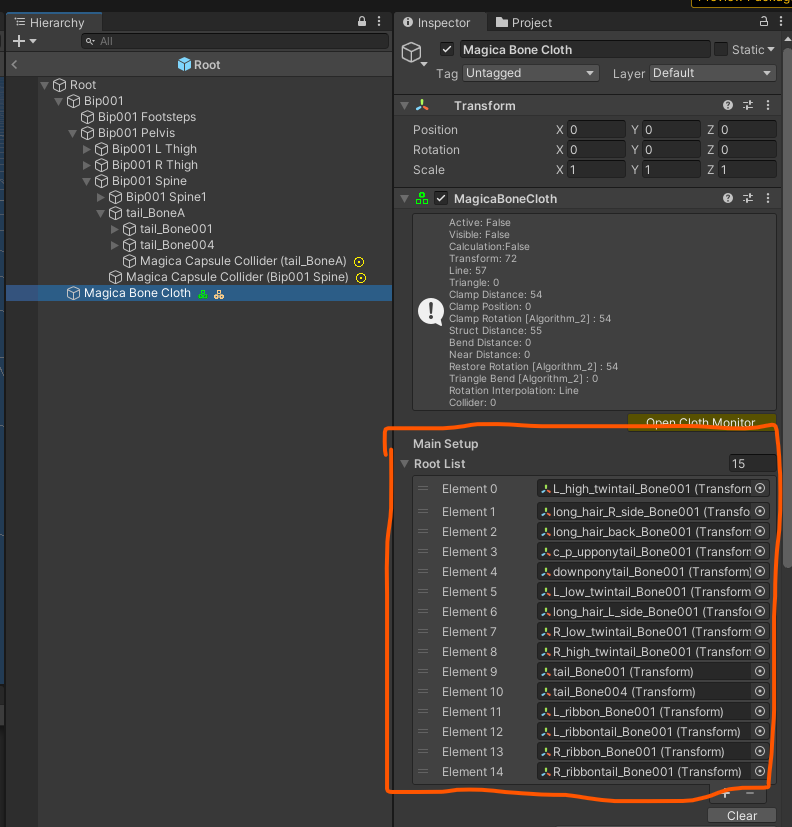 Preview Package
Hierarchy
All
Root
Root
Bip001
Bip001 Footsteps
Bip001 Pelvis
Bip001 L Thigh
Bip001 R Thigh
Bip001 Spine
Bip001 Spine1
tail_BoneA
tail_Bone001
tail_Bone004
Magica Capsule Collider (tail_BoneA)
Magica Capsule Collider (Bip001 Spine)
Magica Bone Cloth
Inspector Project
Magica Bone Cloth Static
Tag Untagged Layer Default
Transform
Position X 0 Y 0 Z 0
Rotation X 0 Y 0 Z 0
Scale X 1 Y 1 Z 1
MagicaBoneCloth
Active: False
Visible: False
Calculation:False
Transform: 72
Line: 57
Triangle: 0
Clamp Distance: 54
Clamp Position: 0
Clamp Rotation [Algorithm_2] : 54
Struct Distance: 55
Bend Distance: 0
Near Distance: 0
Restore Rotation [Algorithm_2] : 54
Triangle Bend [Algorithm_2] : 0
Rotation Interpolation: Line
Collider: 0
Open Cloth Monitor
Main Setup
Root List 15
Element 0 L_high_twintail_Bone001 (Transform
Element 1 long_hair_R_side_Bone001 (Transfo
Element 2 long_hair_back_Bone001 (Transform
Element 3 c_p_upponytail_Bone001 (Transform
Element 4 downponytail_Bone001 (Transform)
Element 5 L_low_twintail_Bone001 (Transform
Element 6 long_hair_L_side_Bone001 (Transfor
Element 7 R_low_twintail_Bone001 (Transform
Element 8 R_high_twintail_Bone001 (Transform
Element 9 tail_Bone001 (Transform)
Element 10 tail_Bone004 (Transform)
Element 11 L_ribbon_Bone001 (Transform)
Element 12 L_ribbontail_Bone001 (Transform)
Element 13 R_ribbon_Bone001 (Transform)
Element 14 R_ribbontail_Bone001 (Transform)
Clear